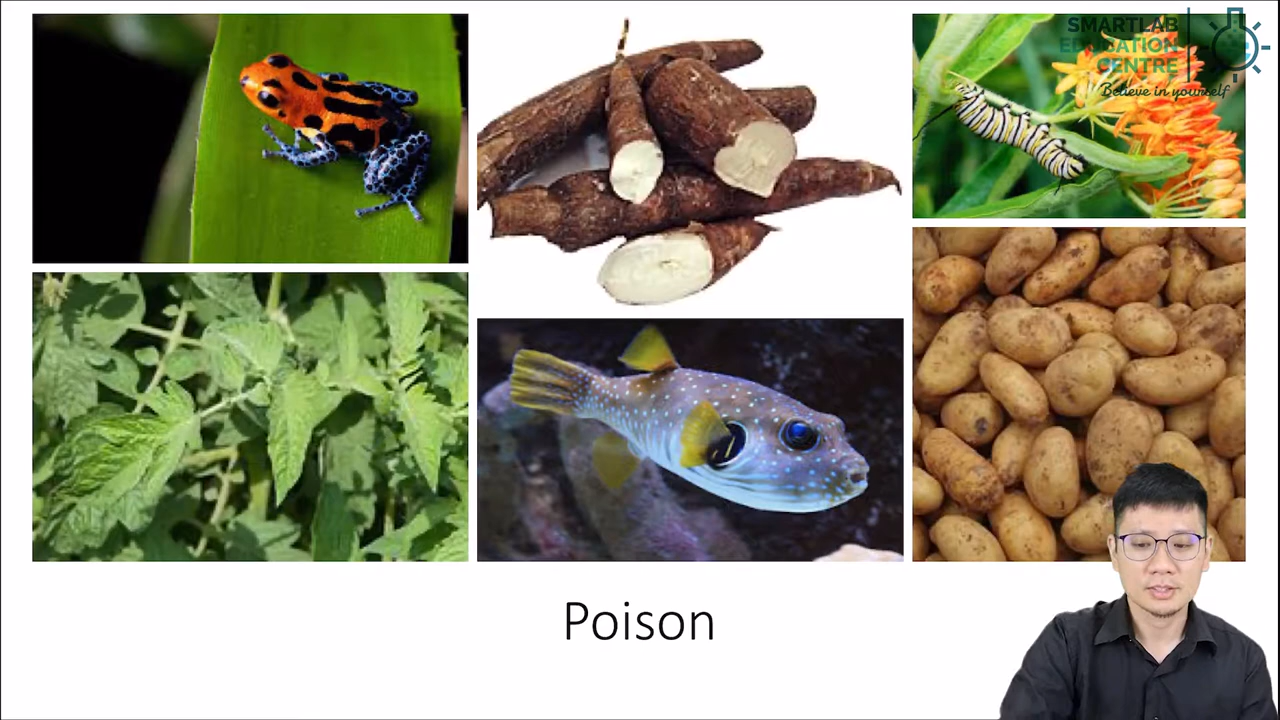 SMARTLAB
EDUCATION
CENTRE
Believe in yourself
Poison